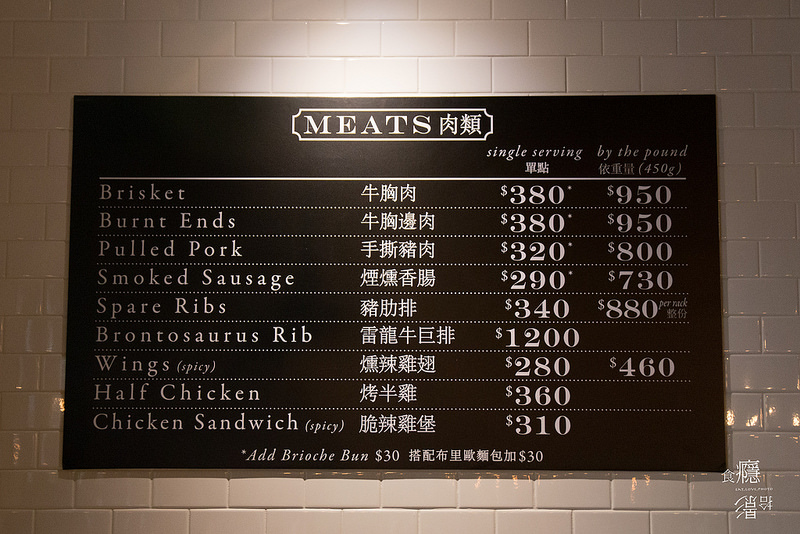 MEATS 肉類
single serving by the pound
單點 依重量 (450g)
Brisket 牛胸肉 $380* $950
Burnt Ends 牛胸邊肉 $380* $950
Pulled Pork 手撕豬肉 $320* $800
Smoked Sausage 煙燻香腸 $290* $730
Spare Ribs 豬肋排 $340 $880 per rack
整份
Brontosaurus Rib 雷龍牛巨排 $1200
Wings (spicy) 燻辣雞翅 $280 $460
Half Chicken 烤半雞 $360
Chicken Sandwich (spicy) 脆辣雞堡 $310
*Add Brioche Bun $30 搭配布里歐麵包加$30
食癮